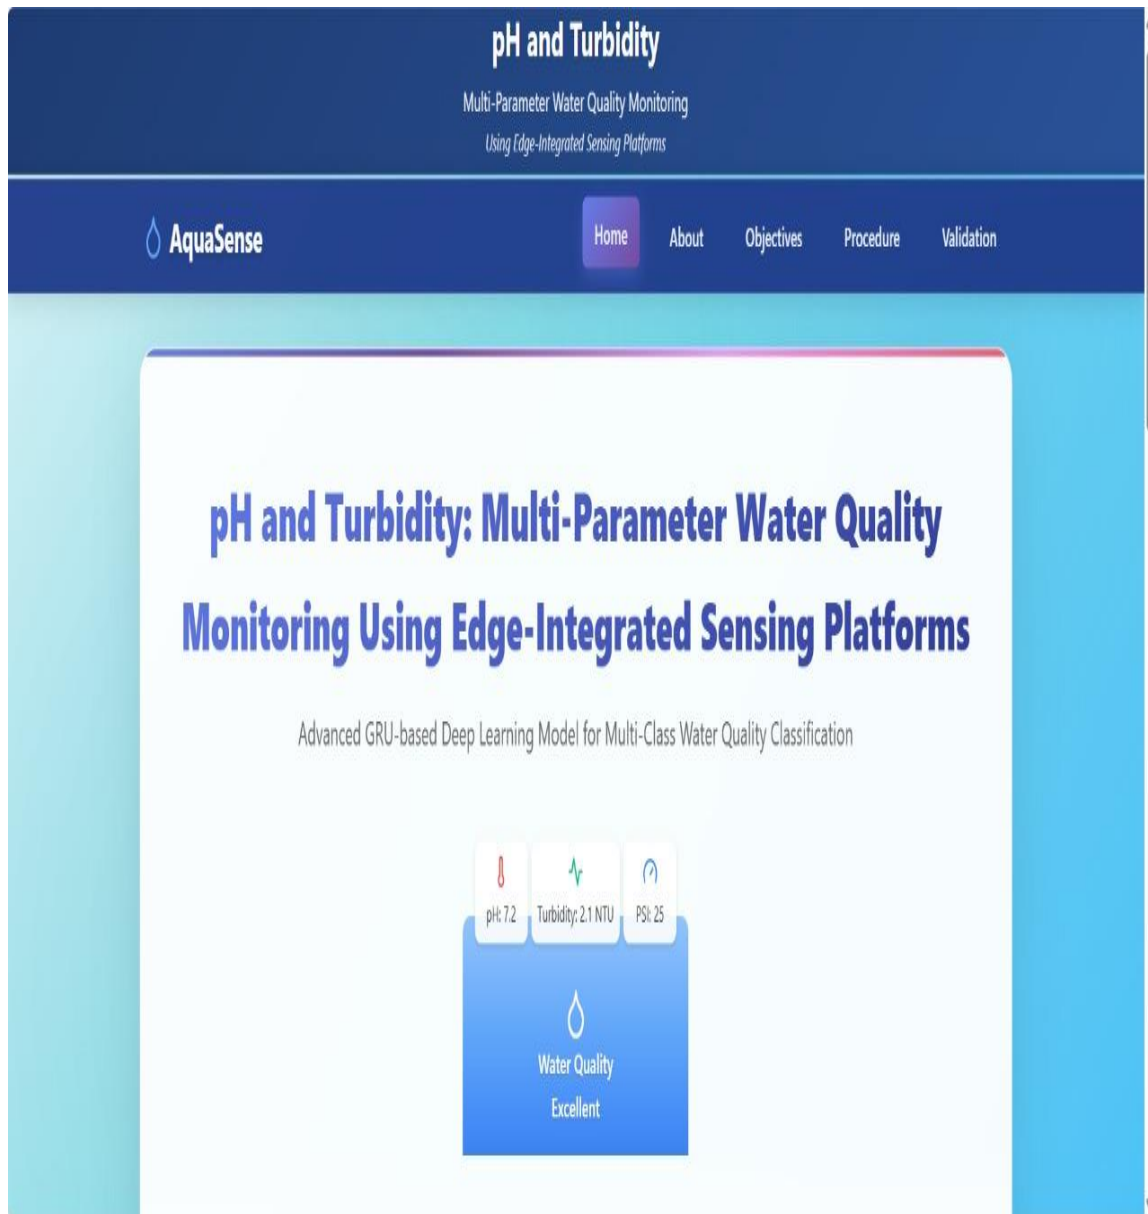 pH and Turbidity
Multi-Parameter Water Quality Monitoring
Using Edge-Integrated Sensing Platforms
AquaSense
Home
About
Objectives
Procedure
Validation
pH and Turbidity: Multi-Parameter Water Quality
Monitoring Using Edge-Integrated Sensing Platforms
Advanced GRU-based Deep Learning Model for Multi-Class Water Quality Classification
pH: 7.2
Turbidity: 2.1 NTU
PSI: 25
Water Quality
Excellent